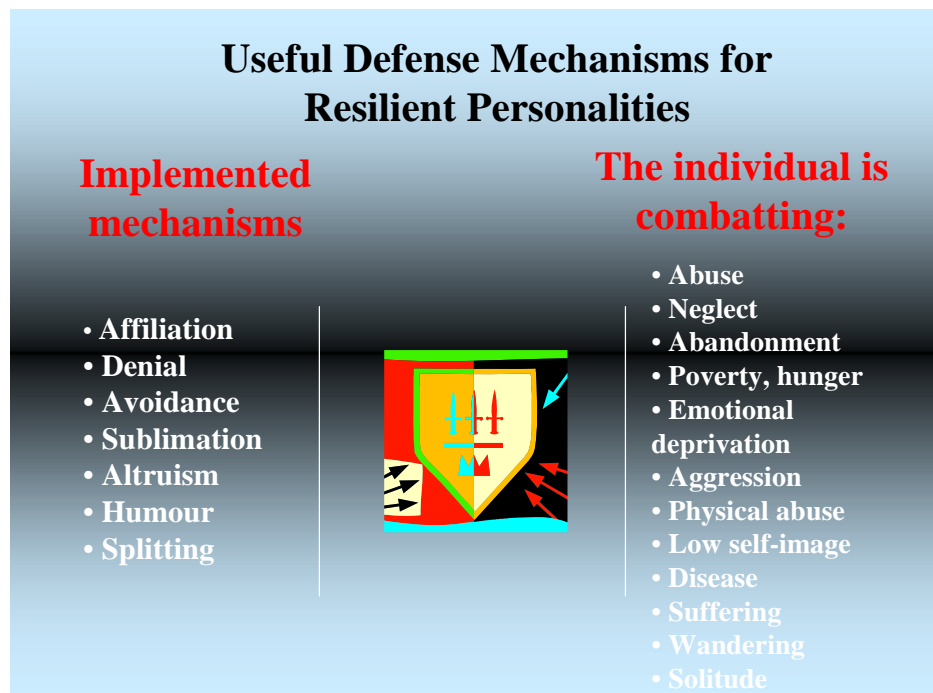 Useful Defense Mechanisms for
Resilient Personalities
Implemented
mechanisms
• Affiliation
• Denial
• Avoidance
• Sublimation
• Altruism
• Humour
• Splitting
The individual is
combatting:
• Abuse
• Neglect
• Abandonment
• Poverty, hunger
• Emotional
deprivation
• Aggression
• Physical abuse
• Low self-image
• Disease
• Suffering
• Wandering
• Solitude